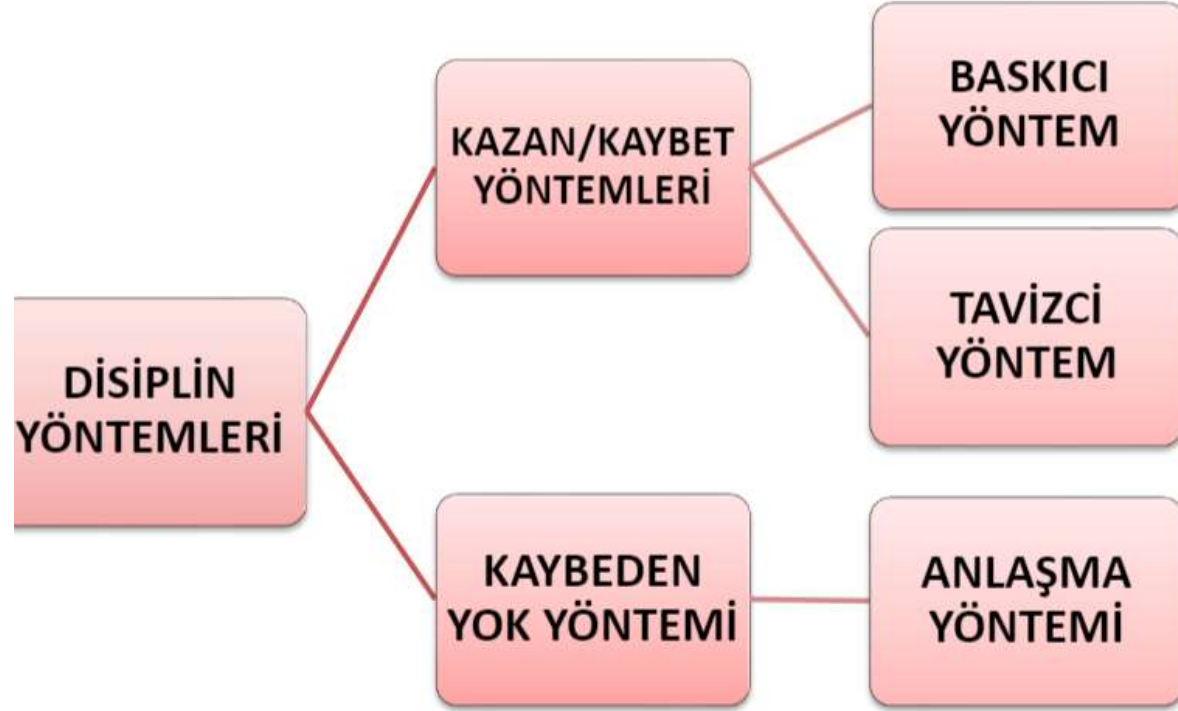 DİSİPLİN
YÖNTEMLERİ
KAZAN/KAYBET
YÖNTEMLERİ
BASKICI
YÖNTEM
TAVİZCİ
YÖNTEM
KAYBEDEN
YOK YÖNTEMİ
ANLAŞMA
YÖNTEMİ